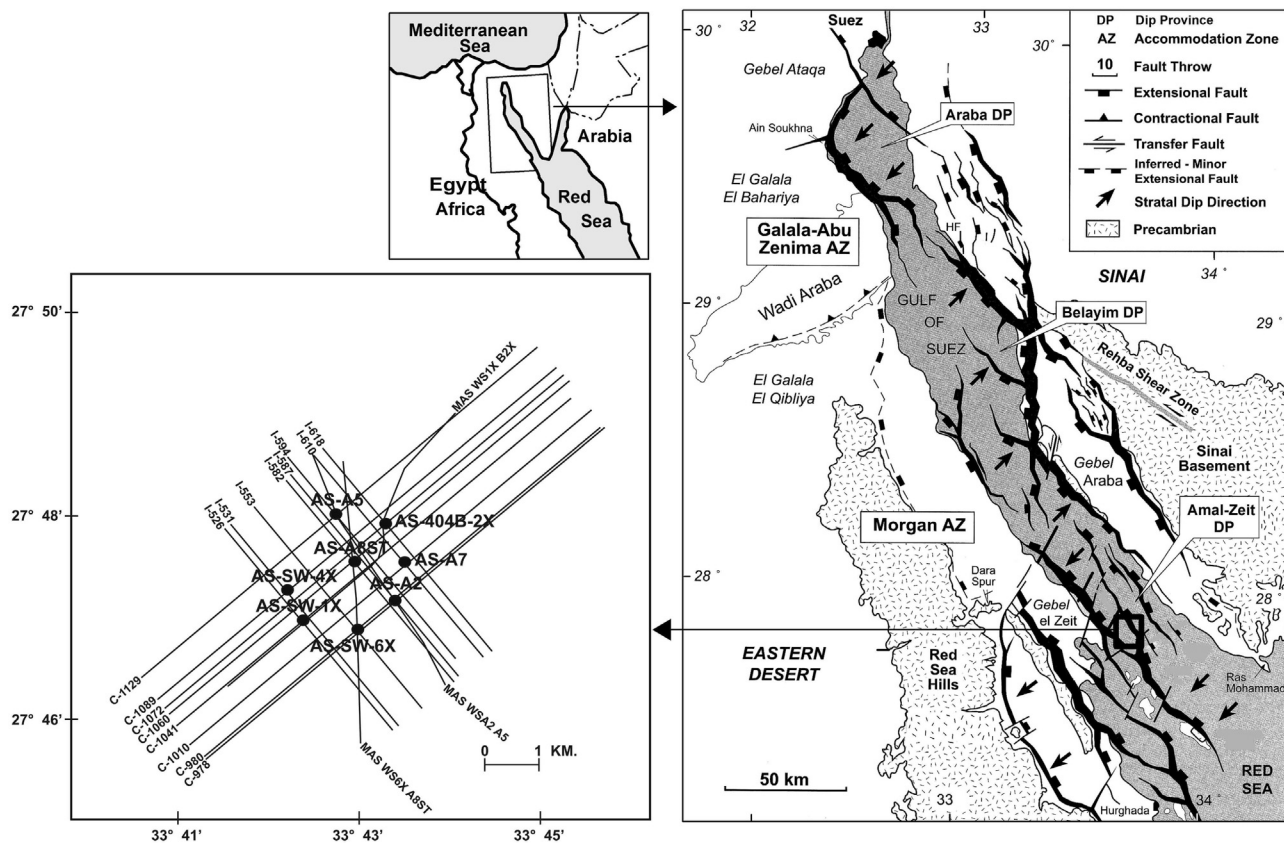 Mediterranean
Sea
Arabia
Egypt
Africa
Red
Sea
27° 50'
27° 48'
27° 46'
33° 41'
33° 43'
33° 45'
MAS WS1X B2X
I-618
I-610
I-594
I-587
I-582
I-553
I-531
I-526
AS-A5
AS-404B-2X
AS-A8ST
AS-A7
AS-SW-4X
AS-A2
AS-SW-1X
AS-SW-6X
C-1129
C-1089
C-1072
C-1060
C-1041
C-1010
C-980
C-978
MAS WSA2 A5
MAS WS6X A8ST
0 1 KM.
30°
32
Suez
33
30°
Gebel Ataqa
Araba DP
Ain Soukhna
El Galala
El Bahariya
Galala-Abu
Zenima AZ
HF
SINAI
34
29
Wadi Araba
GULF
OF
SUEZ
Belayim DP
29°
Rehba Shear Zone
El Galala
El Qibliya
Sinai
Basement
Gebel
Araba
Morgan AZ
Amal-Zeit
DP
28
Dara
Spur
Gebel
el Zeit
28°
EASTERN
DESERT
Red
Sea
Hills
Ras
Mohammad
50 km
33
Hurghada
34°
RED
SEA
DP Dip Province
AZ Accommodation Zone
10 Fault Throw
Extensional Fault
Contractional Fault
Transfer Fault
Inferred - Minor
Extensional Fault
Stratal Dip Direction
Precambrian